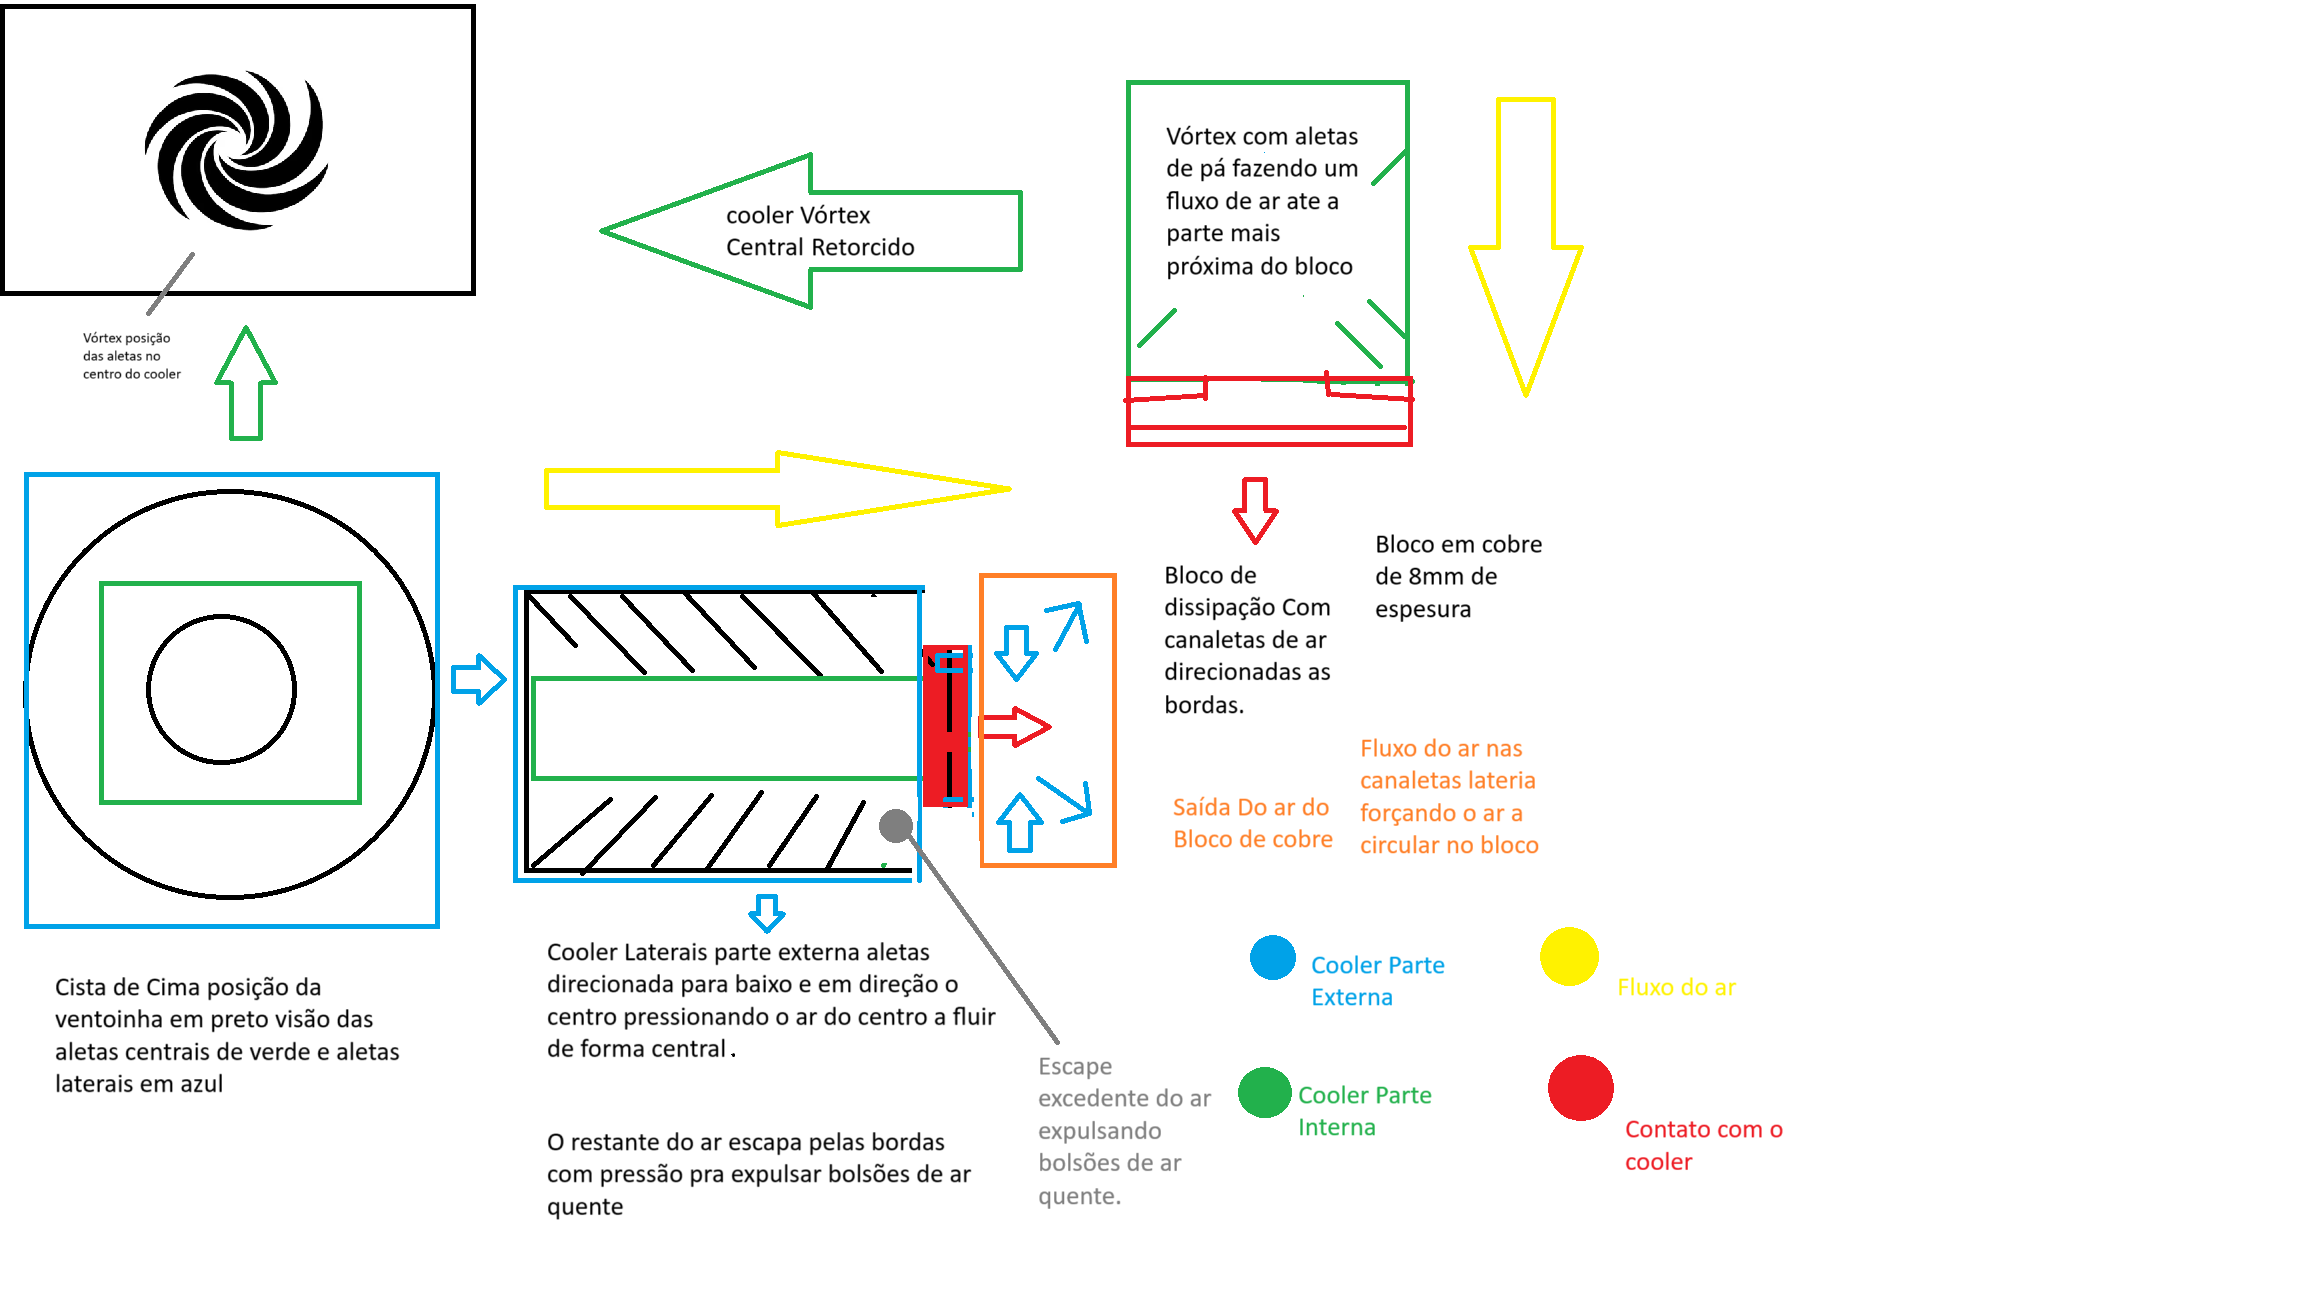 Vórtex posição
das aletas no
centro do cooler
cooler Vórtex
Central Retorcido
Vórtex com aletas
de pá fazendo um
fluxo de ar ate a
parte mais
próxima do bloco
Bloco de
dissipação Com
canaletas de ar
direcionadas as
bordas.
Bloco em cobre
de 8mm de
espesura
Saída Do ar do
Bloco de cobre
Fluxo do ar nas
canaletas lateria
forçando o ar a
circular no bloco
Cista de Cima posição da
ventoinha em preto visão das
aletas centrais de verde e aletas
laterais em azul
Cooler Laterais parte externa aletas
direcionada para baixo e em direção o
centro pressionando o ar do centro a fluir
de forma central.
O restante do ar escapa pelas bordas
com pressão pra expulsar bolsões de ar
quente
Escape
excedente do ar
expulsando
bolsões de ar
quente.
Cooler Parte
Externa
Fluxo do ar
Cooler Parte
Interna
Contato com o
cooler